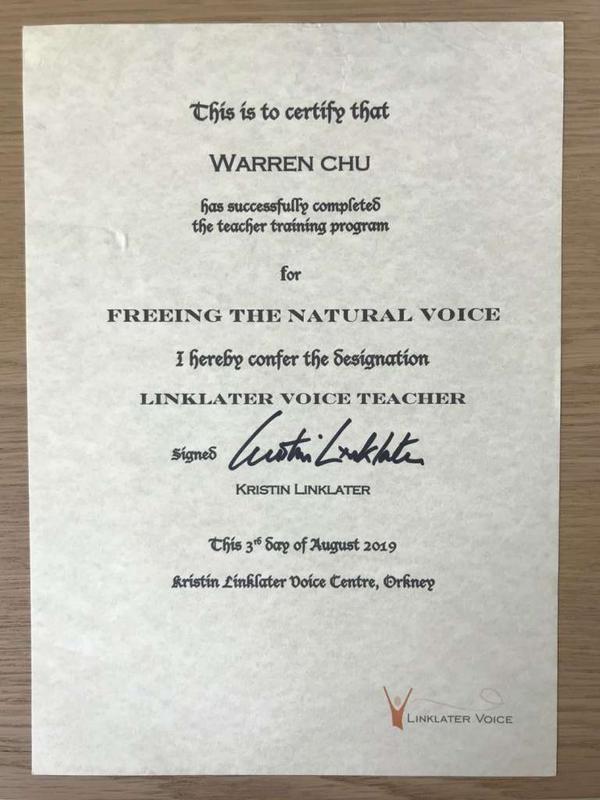 This is to certify that
WARREN CHU
has successfully completed
the teacher training program
for
FREEING THE NATURAL VOICE
I hereby confer the designation
LINKLATER VOICE TEACHER
Signed Kristin Linklater
KRISTIN LINKLATER
This 3rd day of August 2019
Kristin Linklater Voice Centre, Orkney
LINKLATER VOICE